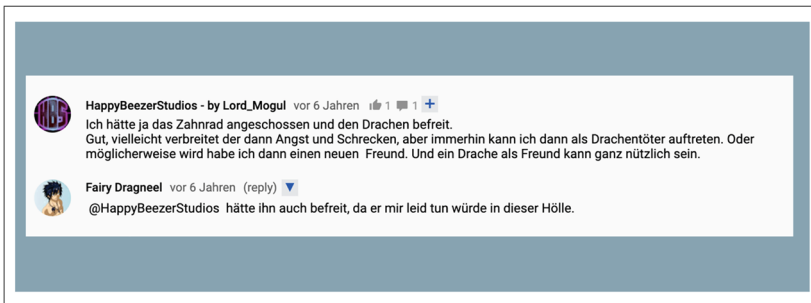 HappyBeezerStudios - by Lord_Mogul vor 6 Jahren 1 1 +
Ich hätte ja das Zahnrad angeschossen und den Drachen befreit.
Gut, vielleicht verbreitet der dann Angst und Schrecken, aber immerhin kann ich dann als Drachentöter auftreten. Oder
möglicherweise wird habe ich dann einen neuen Freund. Und ein Drache als Freund kann ganz nützlich sein.
Fairy Dragneel vor 6 Jahren (reply)
@HappyBeezerStudios hätte ihn auch befreit, da er mir leid tun würde in dieser Hölle.